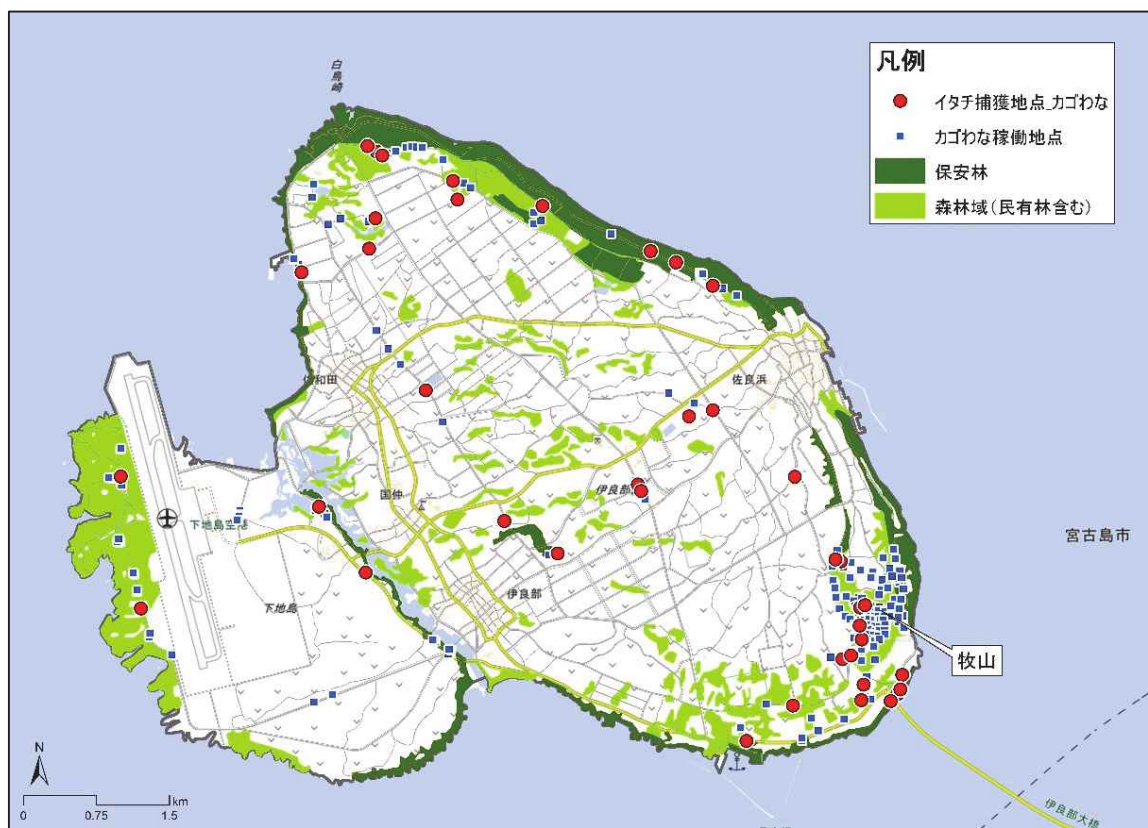 凡例
イタチ捕獲地点_カゴわな
カゴわな稼働地点
保安林
森林域(民有林含む)
白鳥崎
佐和田
佐良浜
伊良部
国仲
下地島空港
宮古島市
下地島
伊良部
牧山
N
0 0.75 1.5 km
伊良部大橋